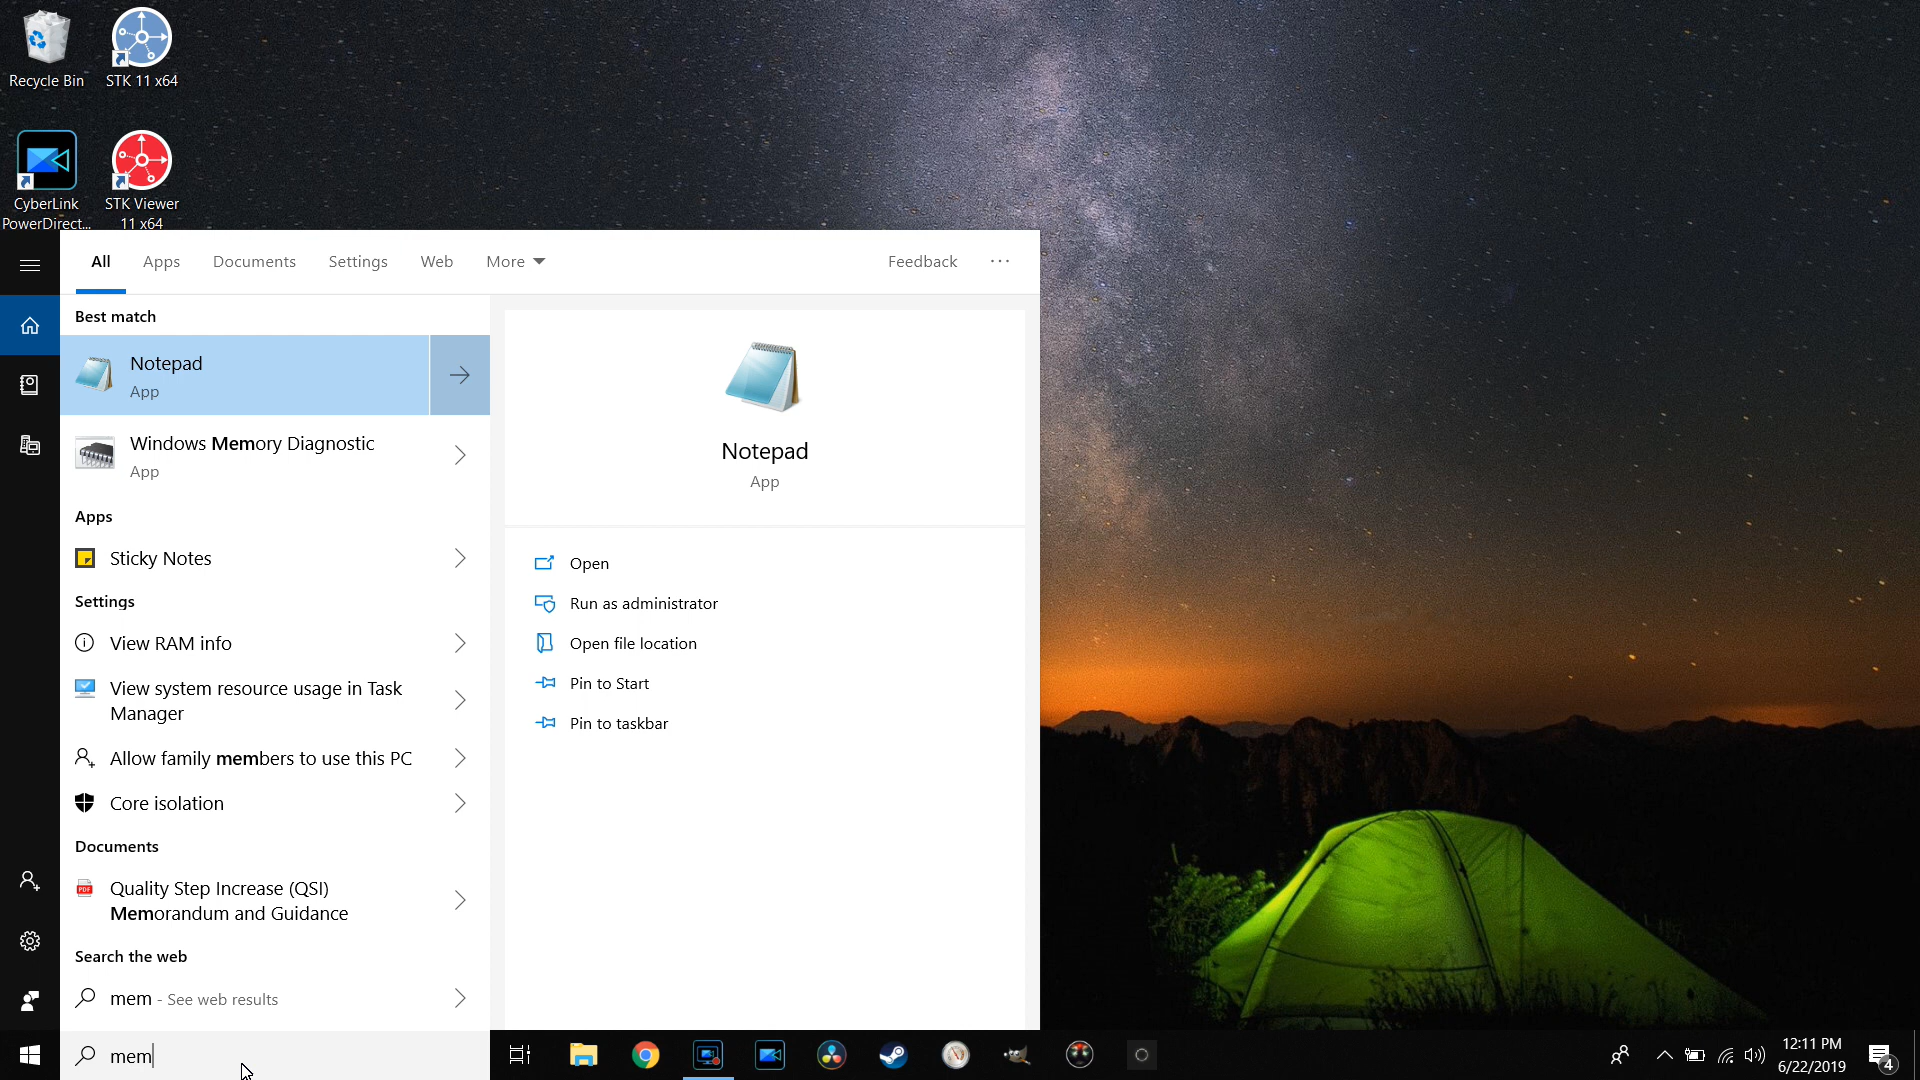 Recycle Bin
STK 11 x64
CyberLink
PowerDirect...
STK Viewer
11 x64
All
Apps
Documents
Settings
Web
More
Feedback
...
Best match
Notepad
App
Windows Memory Diagnostic
App
Apps
Sticky Notes
Settings
View RAM info
View system resource usage in Task
Manager
Allow family members to use this PC
Core isolation
Documents
PDF
Quality Step Increase (QSI)
Memorandum and Guidance
Search the web
mem - See web results
mem
Notepad
App
Open
Run as administrator
Open file location
Pin to Start
Pin to taskbar
12:11 PM
6/22/2019
4